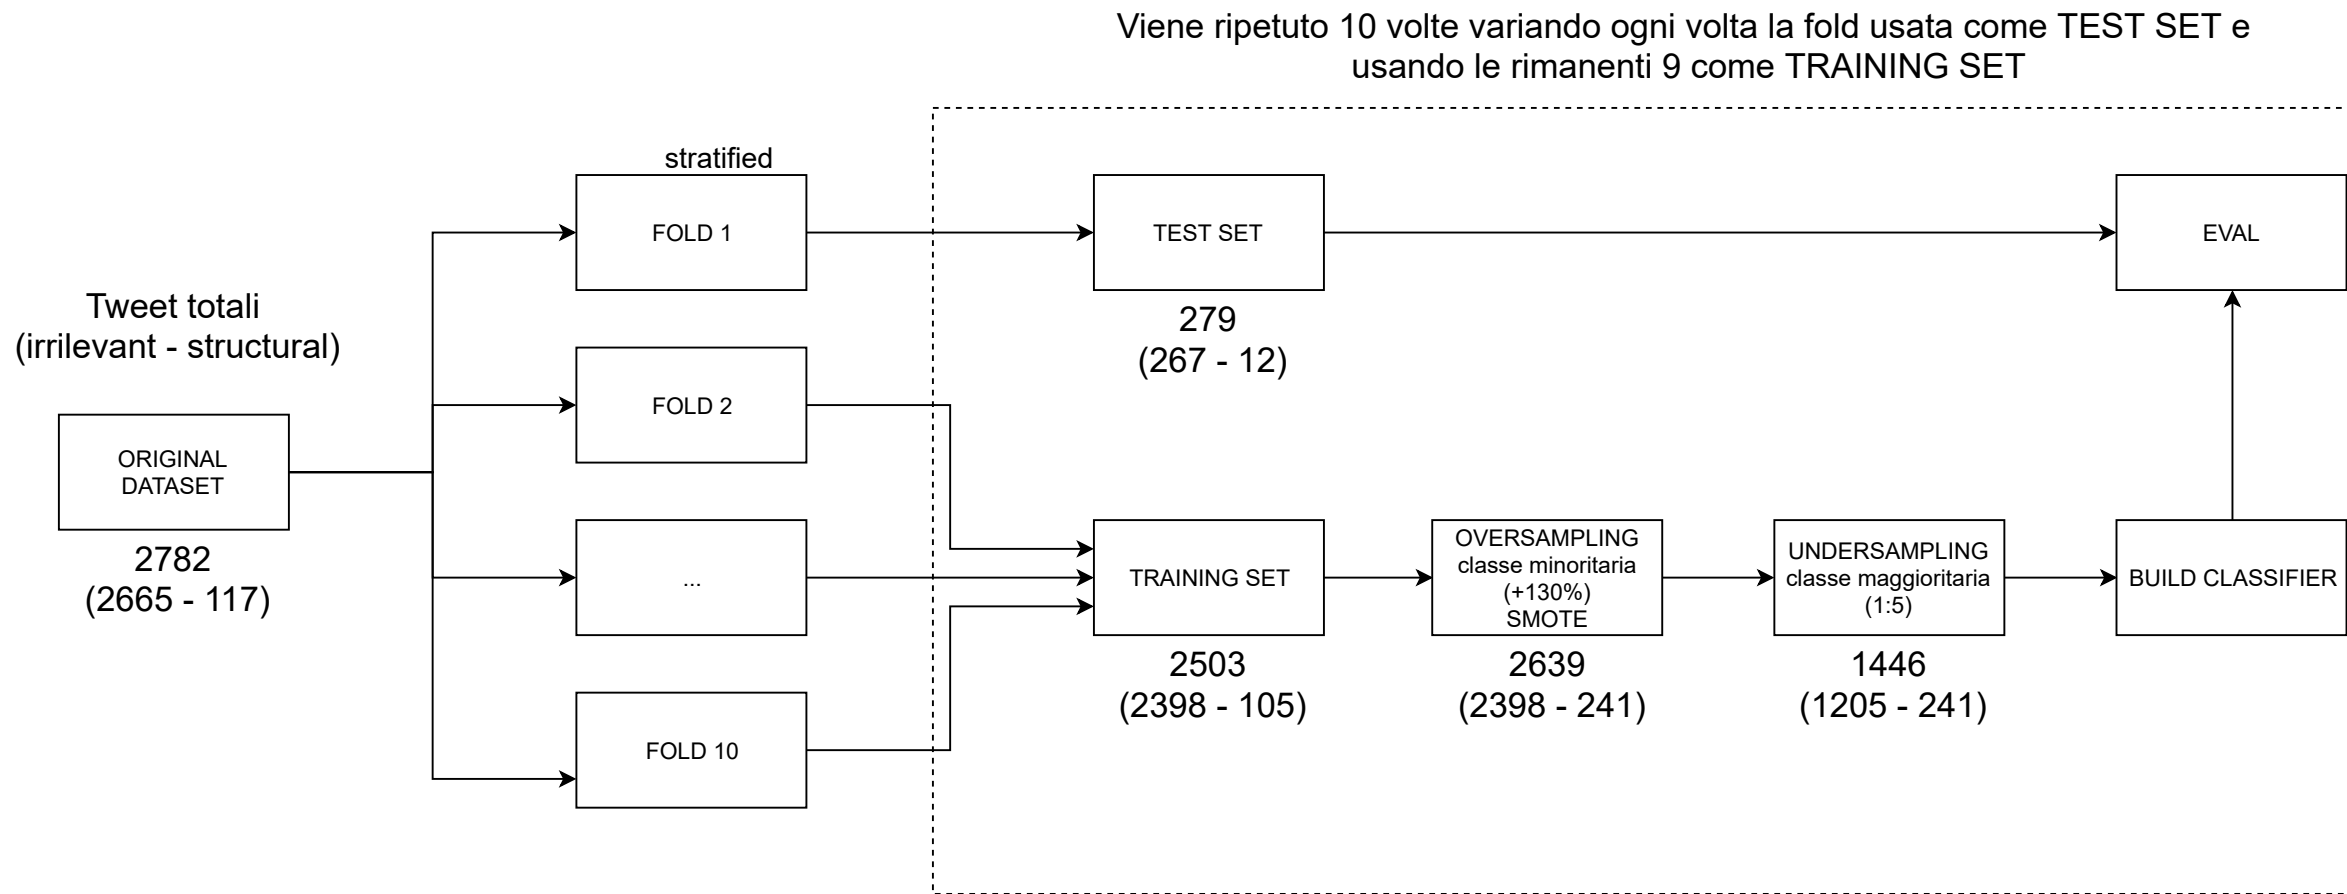 Viene ripetuto 10 volte variando ogni volta la fold usata come TEST SET e
usando le rimanenti 9 come TRAINING SET
stratified
FOLD 1
TEST SET
EVAL
279
(267 - 12)
Tweet totali
(irrilevant - structural)
FOLD 2
ORIGINAL
DATASET
2782
(2665 - 117)
...
TRAINING SET
2503
(2398 - 105)
OVERSAMPLING
classe minoritaria
(+130%)
SMOTE
2639
(2398 - 241)
UNDERSAMPLING
classe maggioritaria
(1:5)
1446
(1205 - 241)
BUILD CLASSIFIER
FOLD 10